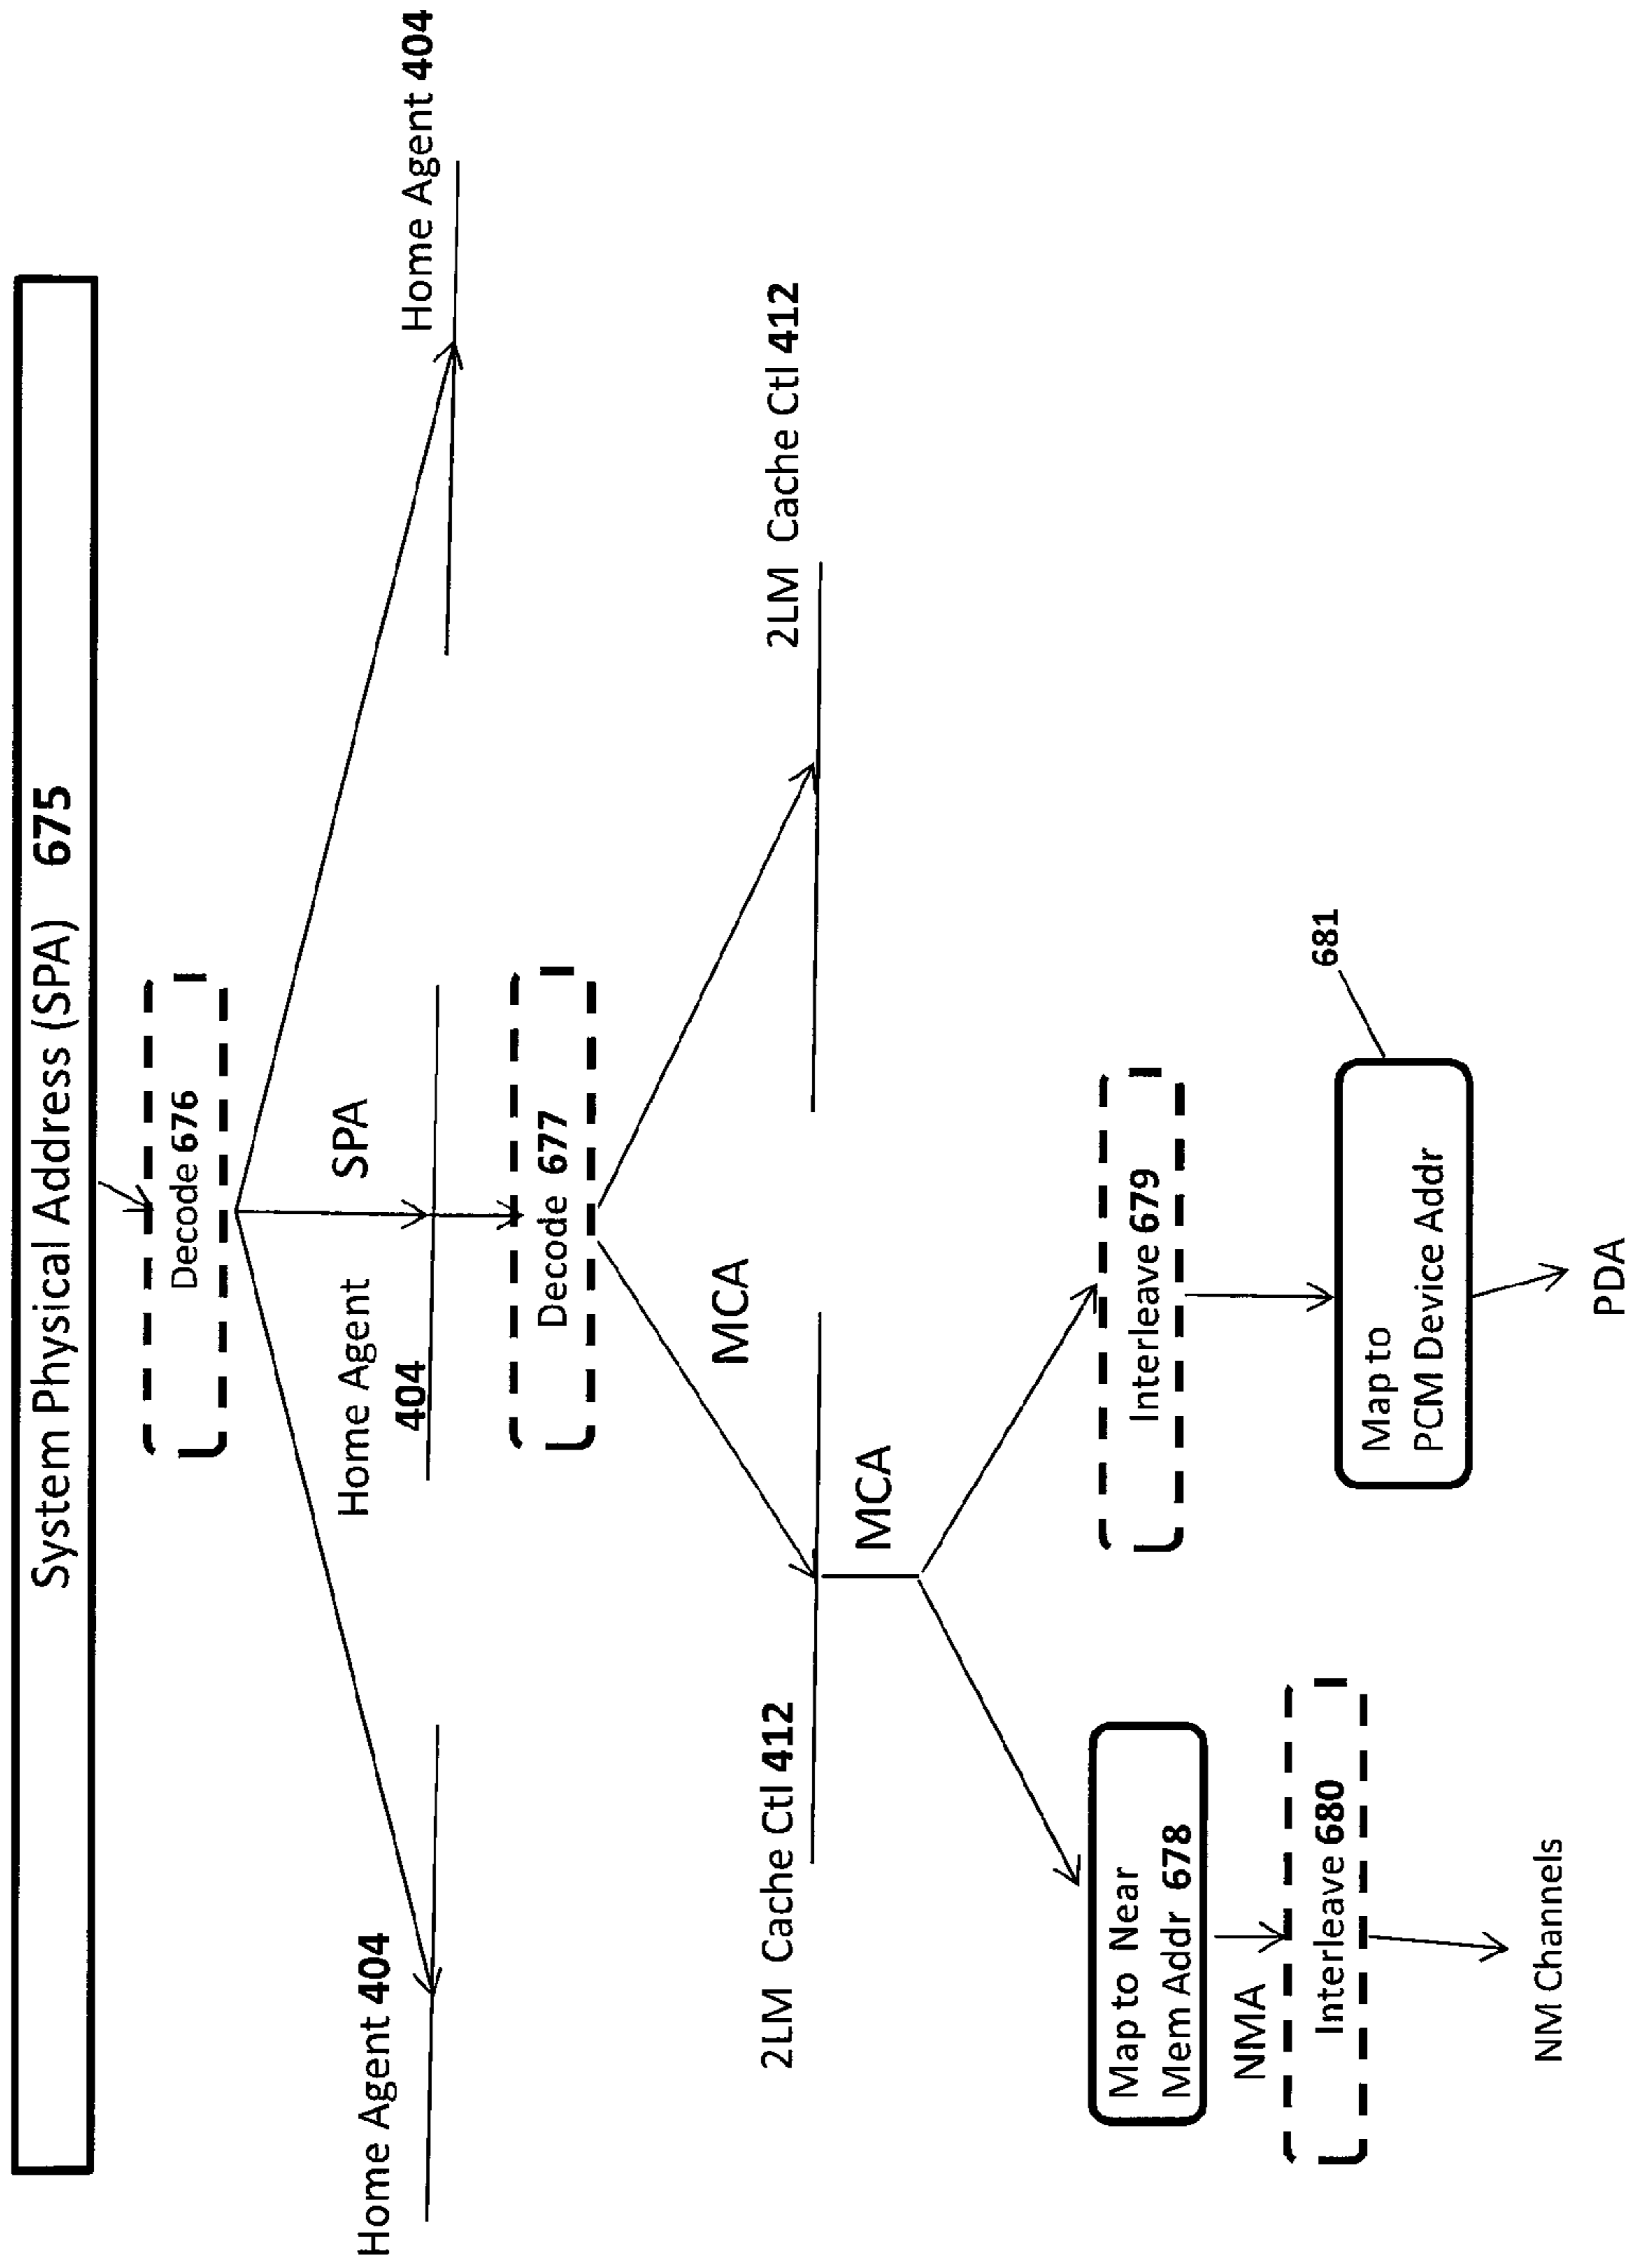 System Physical Address (SPA) 675
Decode 676
Home Agent 404
Home Agent
404
SPA
Home Agent 404
Decode 677
MCA
2LM Cache Ctl 412
2LM Cache Ctl 412
MCA
Map to Near
Mem Addr 678
Interleave 679
NMA
Interleave 680
681
Map to
PCM Device Addr
NM Channels
PDA